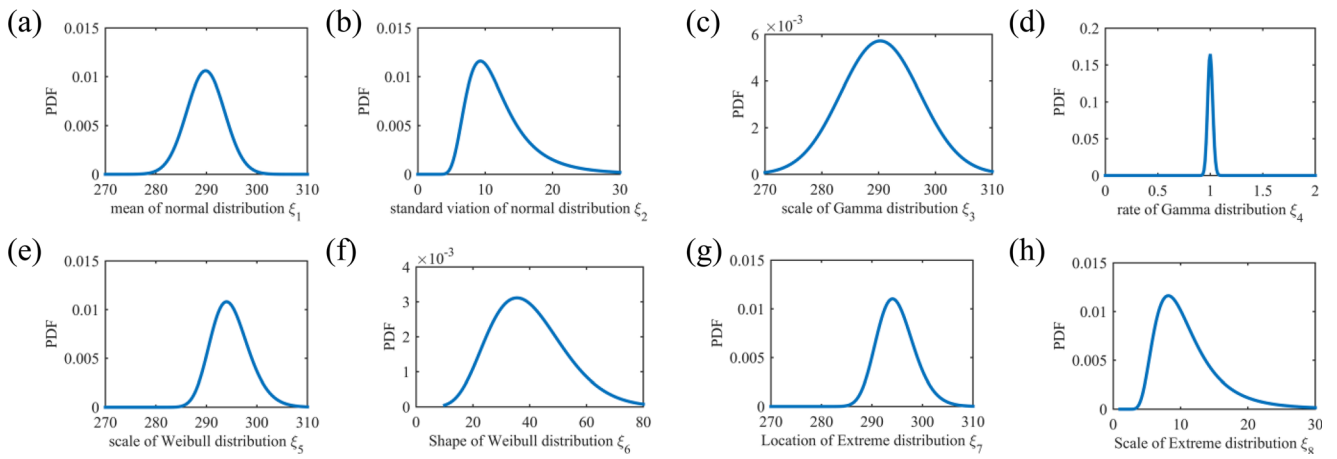 (a)
0.015
0.01
0.005
0
PDF
270 280 290 300 310
mean of normal distribution ξ1
(b)
0.015
0.01
0.005
0
PDF
0 10 20 30
standard viation of normal distribution ξ2
(c)
×10-3
6
4
2
0
PDF
270 280 290 300 310
scale of Gamma distribution ξ3
(d)
0.2
0.15
0.1
0.05
0
PDF
0 0.5 1 1.5 2
rate of Gamma distribution ξ4
(e)
0.015
0.01
0.005
0
PDF
270 280 290 300 310
scale of Weibull distribution ξ5
(f)
×10-3
4
3
2
1
0
PDF
0 20 40 60 80
Shape of Weibull distribution ξ6
(g)
0.015
0.01
0.005
0
PDF
270 280 290 300 310
Location of Extreme distribution ξ7
(h)
0.015
0.01
0.005
0
PDF
0 10 20 30
Scale of Extreme distribution ξ8